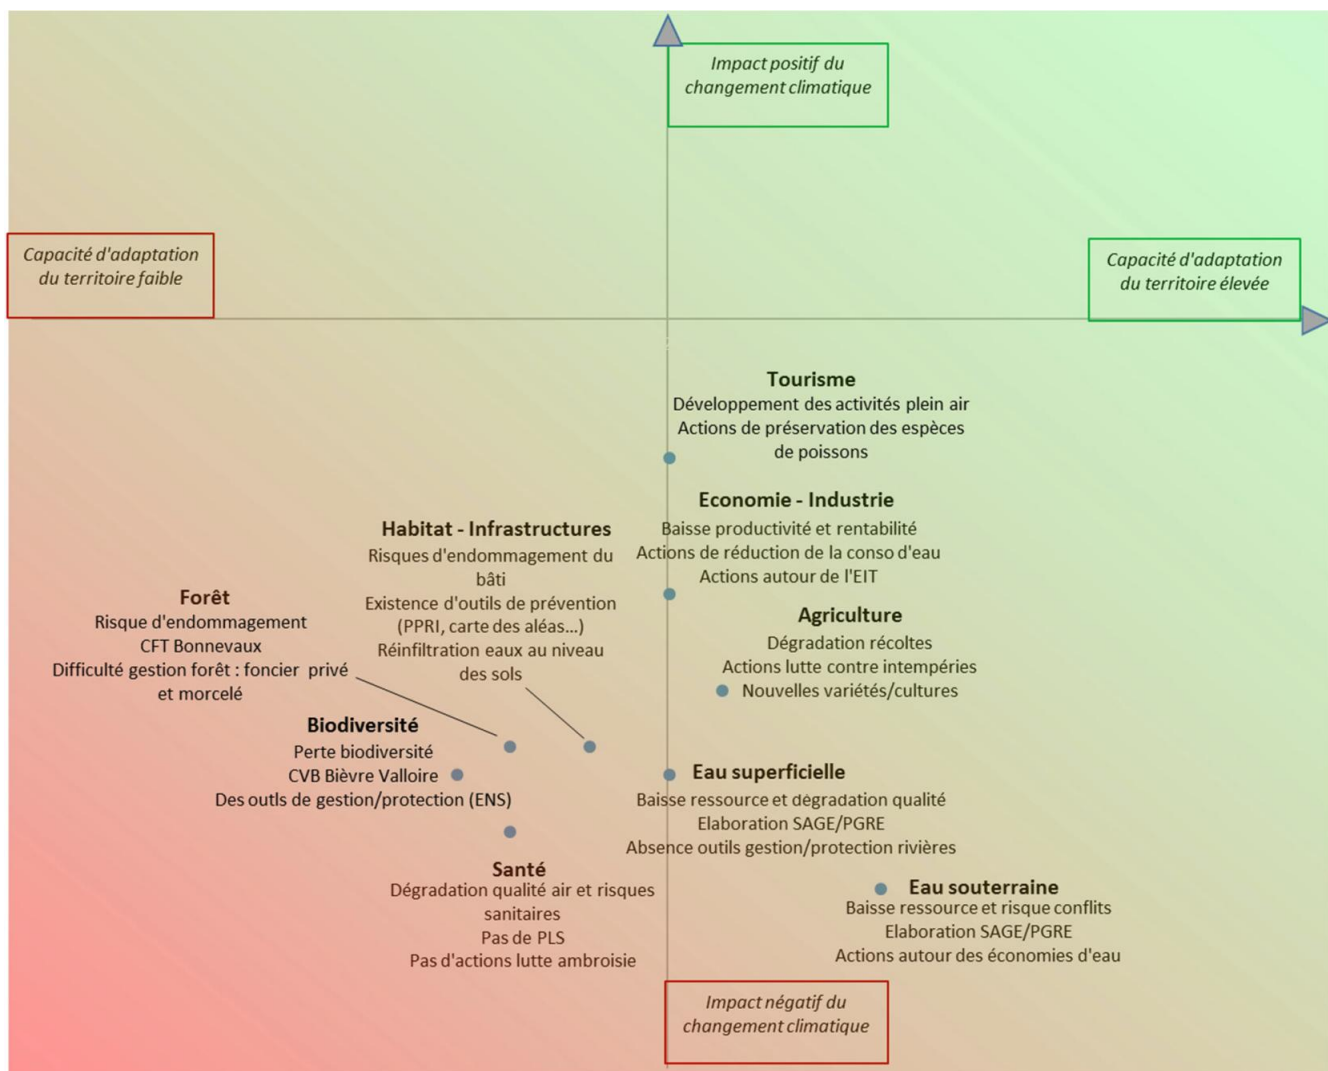 Impact positif du
changement climatique
Capacité d'adaptation
du territoire faible
Capacité d'adaptation
du territoire élevée
Tourisme
Développement des activités plein air
Actions de préservation des espèces
de poissons
Economie - Industrie
Baisse productivité et rentabilité
Actions de réduction de la conso d'eau
Actions autour de l'EIT
Habitat - Infrastructures
Risques d'endommagement du
bâti
Existence d'outils de prévention
(PPRI, carte des aléas...)
Réinfiltration eaux au niveau
des sols
Forêt
Risque d'endommagement
CFT Bonnevaux
Difficulté gestion forêt : foncier privé
et morcelé
Agriculture
Dégradation récoltes
Actions lutte contre intempéries
Nouvelles variétés/cultures
Biodiversité
Perte biodiversité
CVB Bièvre Valloire
Des outls de gestion/protection (ENS)
Eau superficielle
Baisse ressource et dégradation qualité
Elaboration SAGE/PGRE
Absence outils gestion/protection rivières
Santé
Dégradation qualité air et risques
sanitaires
Pas de PLS
Pas d'actions lutte ambroisie
Eau souterraine
Baisse ressource et risque conflits
Elaboration SAGE/PGRE
Actions autour des économies d'eau
Impact négatif du
changement climatique